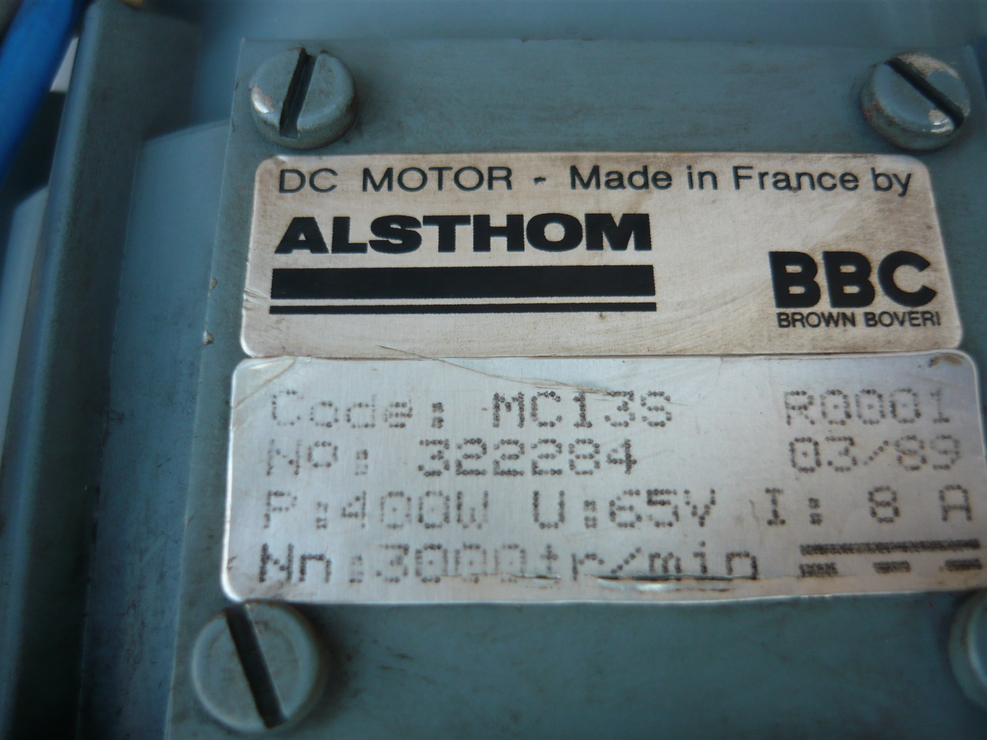 DC MOTOR - Made in France by
ALSTHOM
BBC
BROWN BOVERI
Code: MC13S R0001
No: 322284 03/89
P:400W U:65V I: 8 A
Nn:3000tr/min